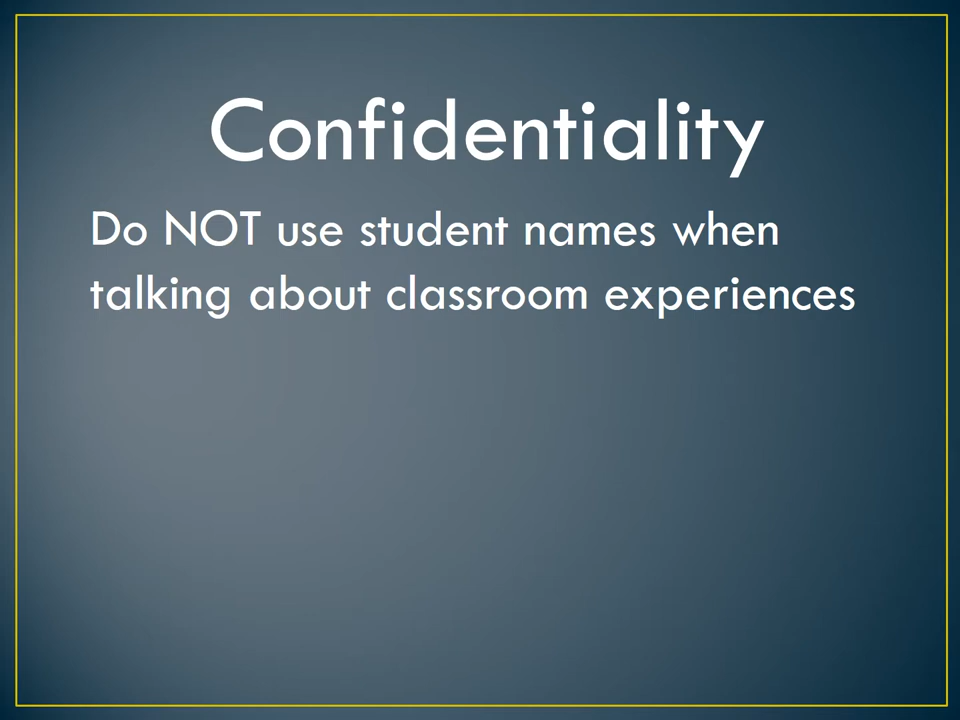 Confidentiality
Do NOT use student names when
talking about classroom experiences